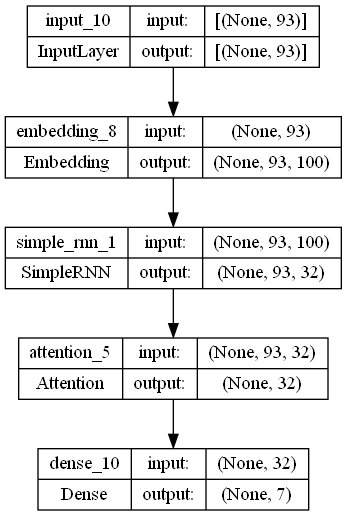 input_10 input: [(None, 93)]
InputLayer output: [(None, 93)]
embedding_8 input: (None, 93)
Embedding output: (None, 93, 100)
simple_rnn_1 input: (None, 93, 100)
SimpleRNN output: (None, 93, 32)
attention_5 input: (None, 93, 32)
Attention output: (None, 32)
dense_10 input: (None, 32)
Dense output: (None, 7)